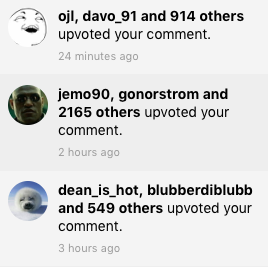 ojl, davo_91 and 914 others
upvoted your comment.
24 minutes ago
jemo90, gonorstrom and
2165 others upvoted your
comment.
2 hours ago
dean_is_hot, blubberdiblubb
and 549 others upvoted your
comment.
3 hours ago